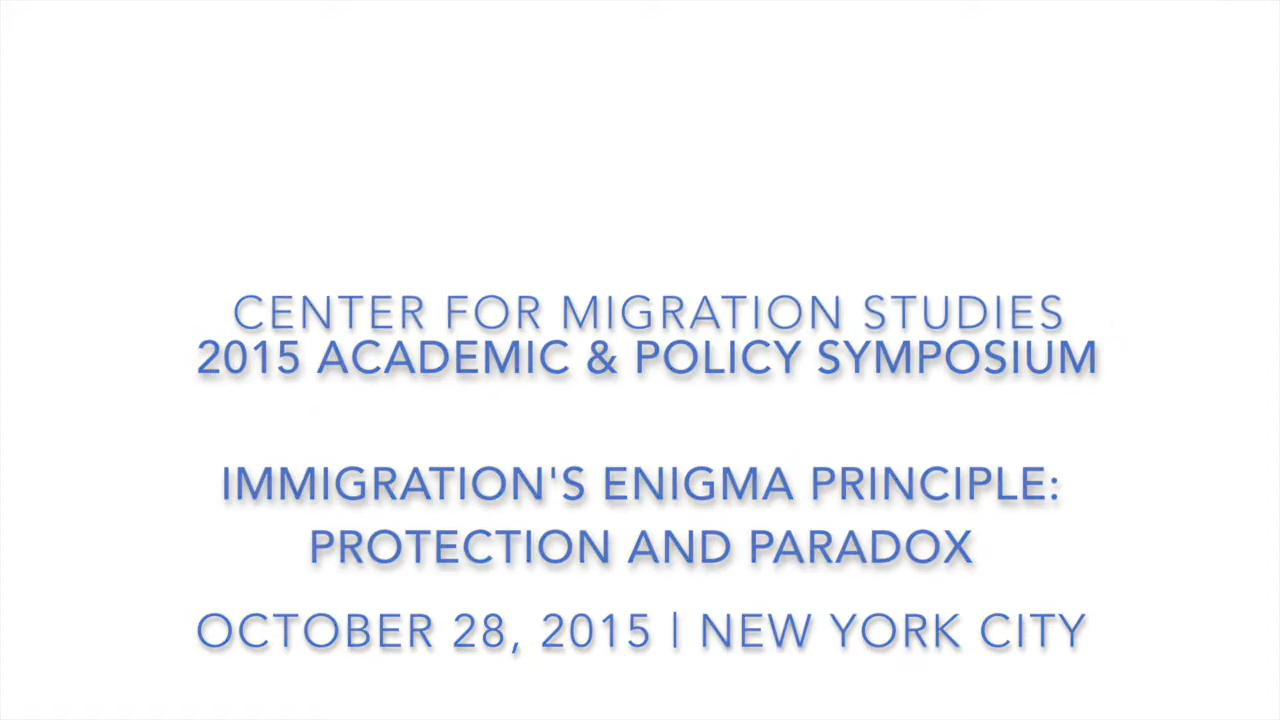 CENTER FOR MIGRATION STUDIES
2015 ACADEMIC & POLICY SYMPOSIUM
IMMIGRATION'S ENIGMA PRINCIPLE:
PROTECTION AND PARADOX
OCTOBER 28, 2015 | NEW YORK CITY